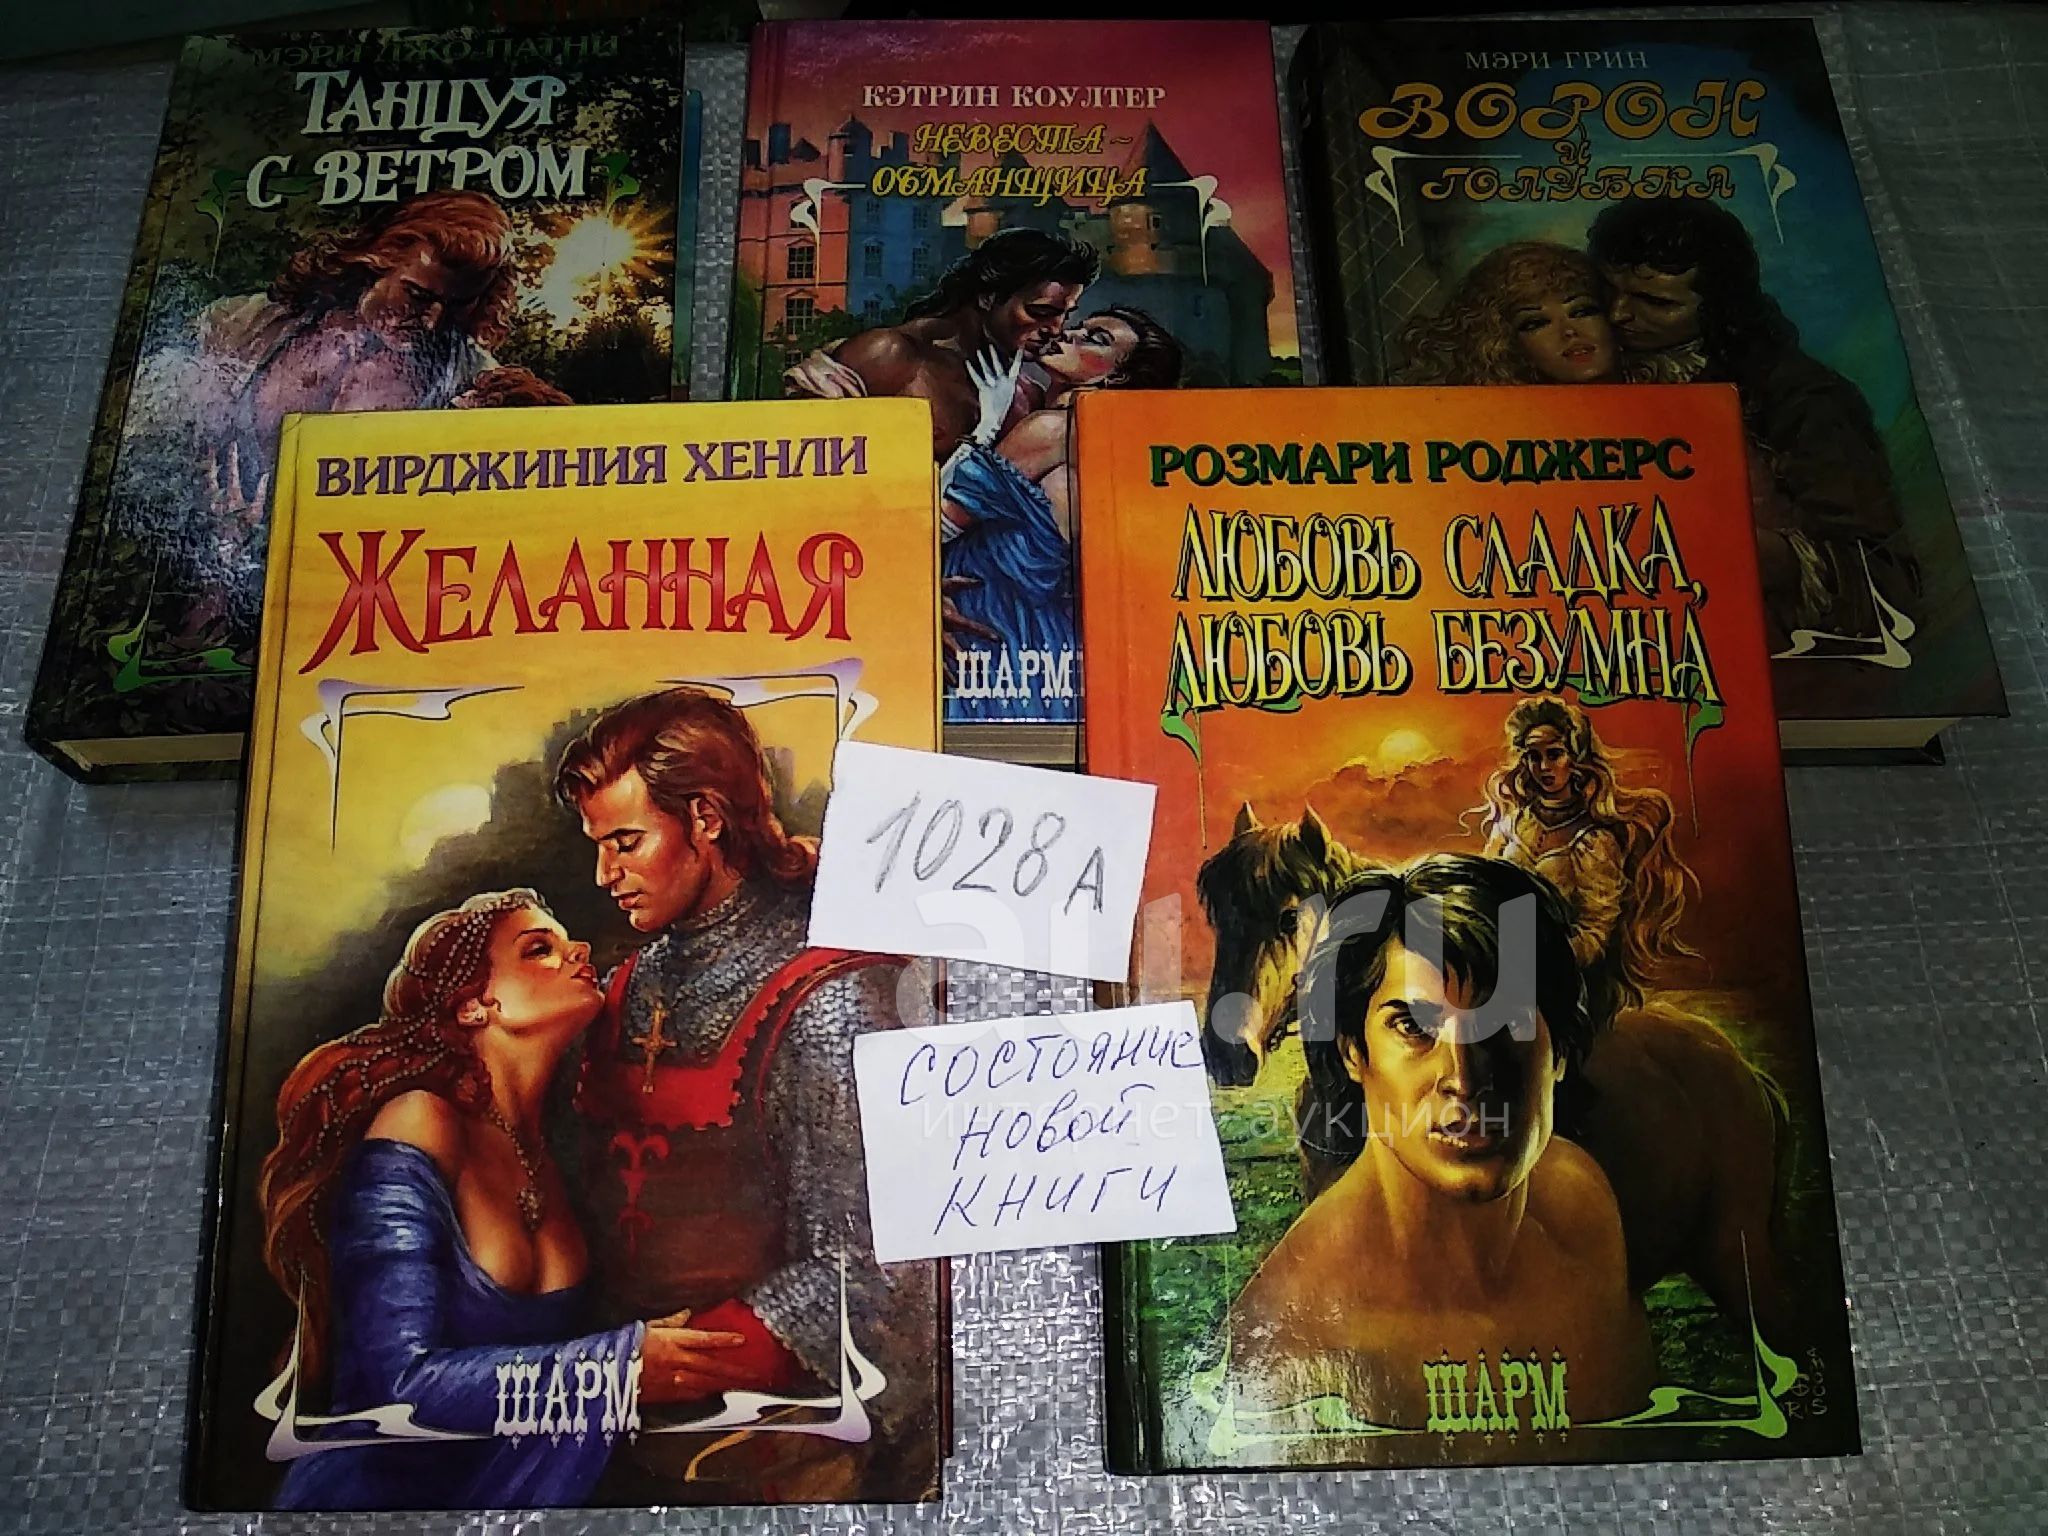 МЭРИ ДЖО ПАТНИ
ТАНЦУЯ
С ВЕТРОМ
КЭТРИН КОУЛТЕР
НЕВЕСТА-
ОБМАНЩИЦА
ШАРМ
МЭРИ ГРИН
ВОРОН
И
ГОЛУБКА
ВИРДЖИНИЯ ХЕНЛИ
ЖЕЛАННАЯ
ШАРМ
РОЗМАРИ РОДЖЕРС
ЛЮБОВЬ СЛАДКА,
ЛЮБОВЬ БЕЗУМНА
ШАРМ
1028А
СОСТОЯНИЕ
НОВОЙ
КНИГИ
au.ru
интернет-аукцион